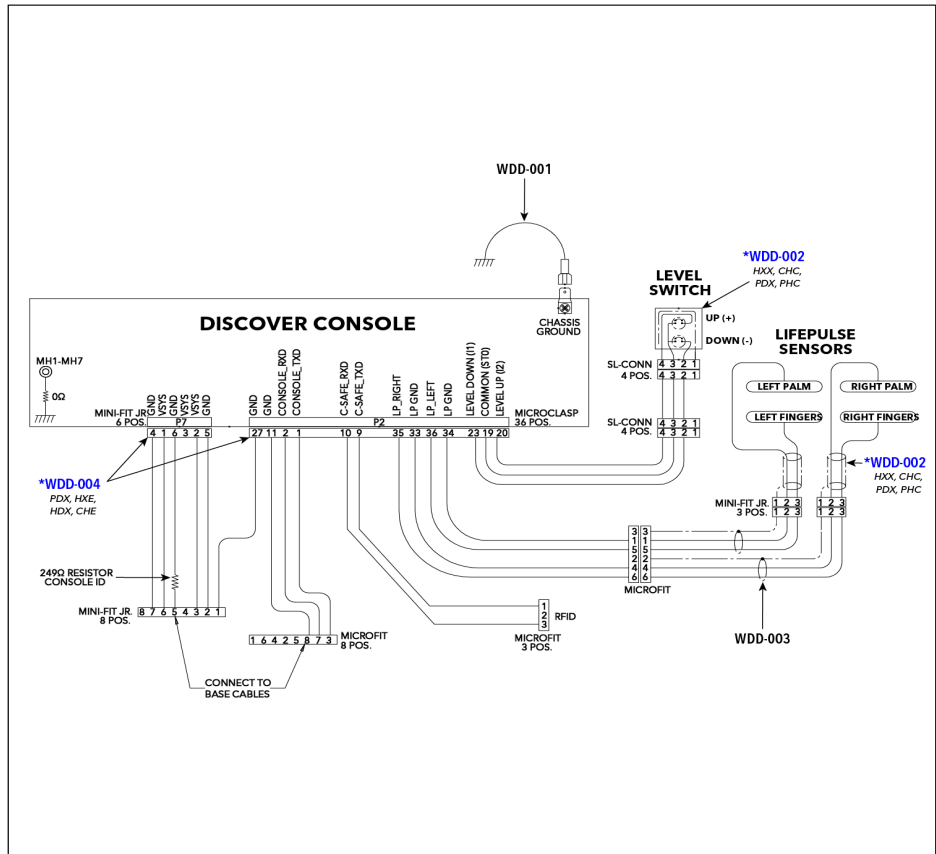 WDD-001
*WDD-002
HXX, CHC,
PDX, PHC
LEVEL
SWITCH
UP (+)
DOWN (-)
DISCOVER CONSOLE
CHASSIS
GROUND
LIFEPULSE
SENSORS
MH1-MH7
0Ω
SL-CONN
4 POS.
4 3 2 1
4 3 2 1
LEFT PALM
RIGHT PALM
LEFT FINGERS
RIGHT FINGERS
GND
VSYS
GND
VSYS
VSYS
GND
GND
GND
CONSOLE_RXD
CONSOLE_TXD
C-SAFE_RXD
C-SAFE_TXD
LP_RIGHT
LP GND
LP_LEFT
LP GND
LEVEL DOWN (I1)
COMMON (ST0)
LEVEL UP (I2)
MINI-FIT JR.
6 POS.
P7
P2
MICROCLASP
36 POS.
4 1 6 3 2 5
27 11 2 1 10 9 35 33 36 34 23 19 20
SL-CONN
4 POS.
4 3 2 1
4 3 2 1
*WDD-004
PDX, HXE,
HDX, CHE
*WDD-002
HXX, CHC,
PDX, PHC
MINI-FIT JR.
3 POS.
1 2 3
1 2 3
1 2 3
1 2 3
3 3
1 1
5 5
2 2
4 4
6 6
MICROFIT
249Ω RESISTOR
CONSOLE ID
MINI-FIT JR.
8 POS.
8 7 6 5 4 3 2 1
1 6 4 2 5 8 7 3
MICROFIT
8 POS.
1
2
3
RFID
MICROFIT
3 POS.
WDD-003
CONNECT TO
BASE CABLES